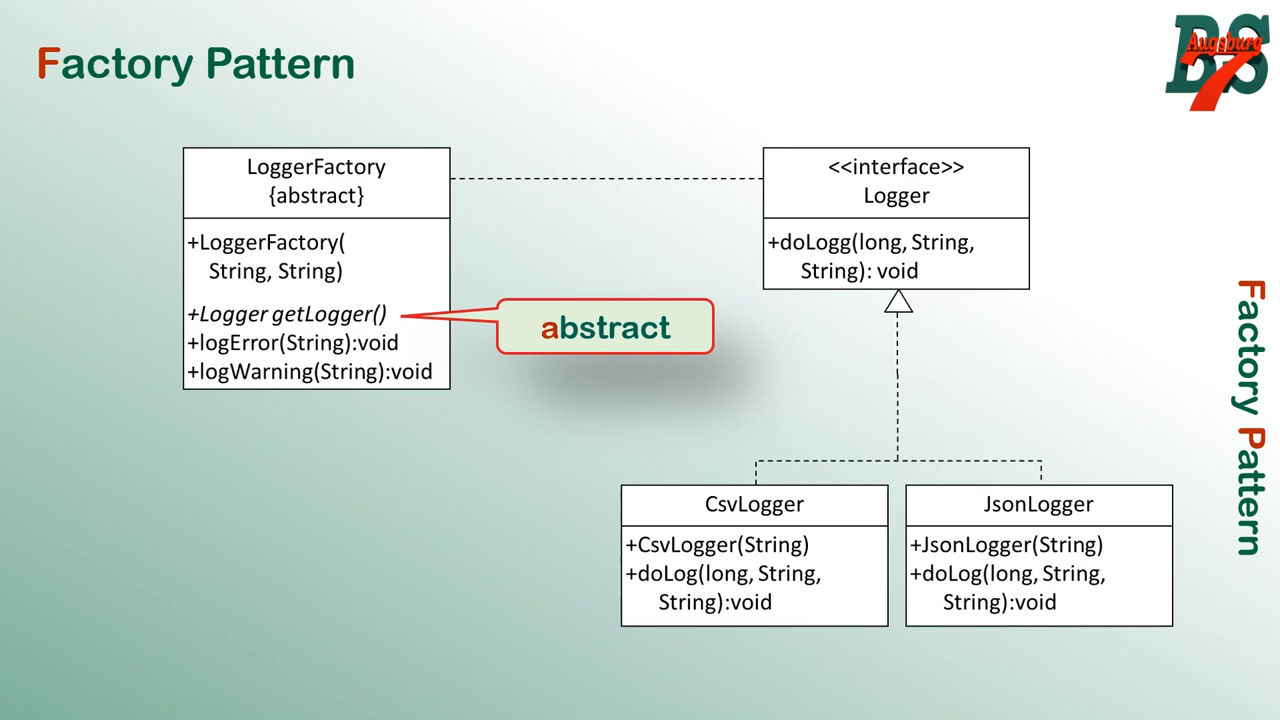 Factory Pattern
BS
Augsburg
7
LoggerFactory
{abstract}
+LoggerFactory(
String, String)
+Logger getLogger()
+logError(String):void
+logWarning(String):void
abstract
<<interface>>
Logger
+doLogg(long, String,
String): void
CsvLogger
+CsvLogger(String)
+doLog(long, String,
String):void
JsonLogger
+JsonLogger(String)
+doLog(long, String,
String):void
Factory Pattern